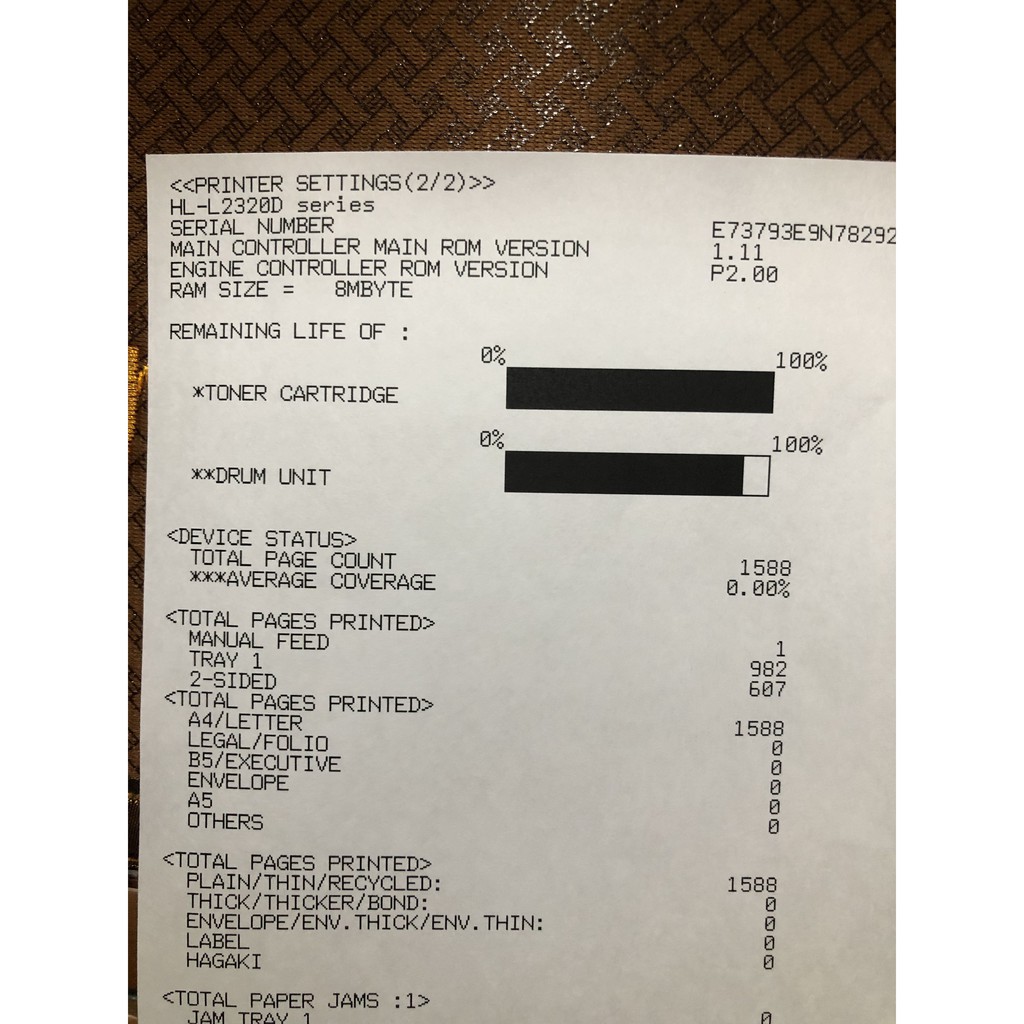 <<PRINTER SETTINGS(2/2)>>
HL-L2320D series
SERIAL NUMBER E73793E9N78292
MAIN CONTROLLER MAIN ROM VERSION 1.11
ENGINE CONTROLLER ROM VERSION P2.00
RAM SIZE = 8MBYTE
REMAINING LIFE OF :
0% 100%
*TONER CARTRIDGE
0% 100%
**DRUM UNIT
<DEVICE STATUS>
TOTAL PAGE COUNT 1588
***AVERAGE COVERAGE 0.00%
<TOTAL PAGES PRINTED>
MANUAL FEED 1
TRAY 1 982
2-SIDED 607
<TOTAL PAGES PRINTED>
A4/LETTER 1588
LEGAL/FOLIO 0
B5/EXECUTIVE 0
ENVELOPE 0
A5 0
OTHERS 0
<TOTAL PAGES PRINTED>
PLAIN/THIN/RECYCLED: 1588
THICK/THICKER/BOND: 0
ENVELOPE/ENV.THICK/ENV.THIN: 0
LABEL 0
HAGAKI 0
<TOTAL PAPER JAMS :1>
JAM TRAY 1 0